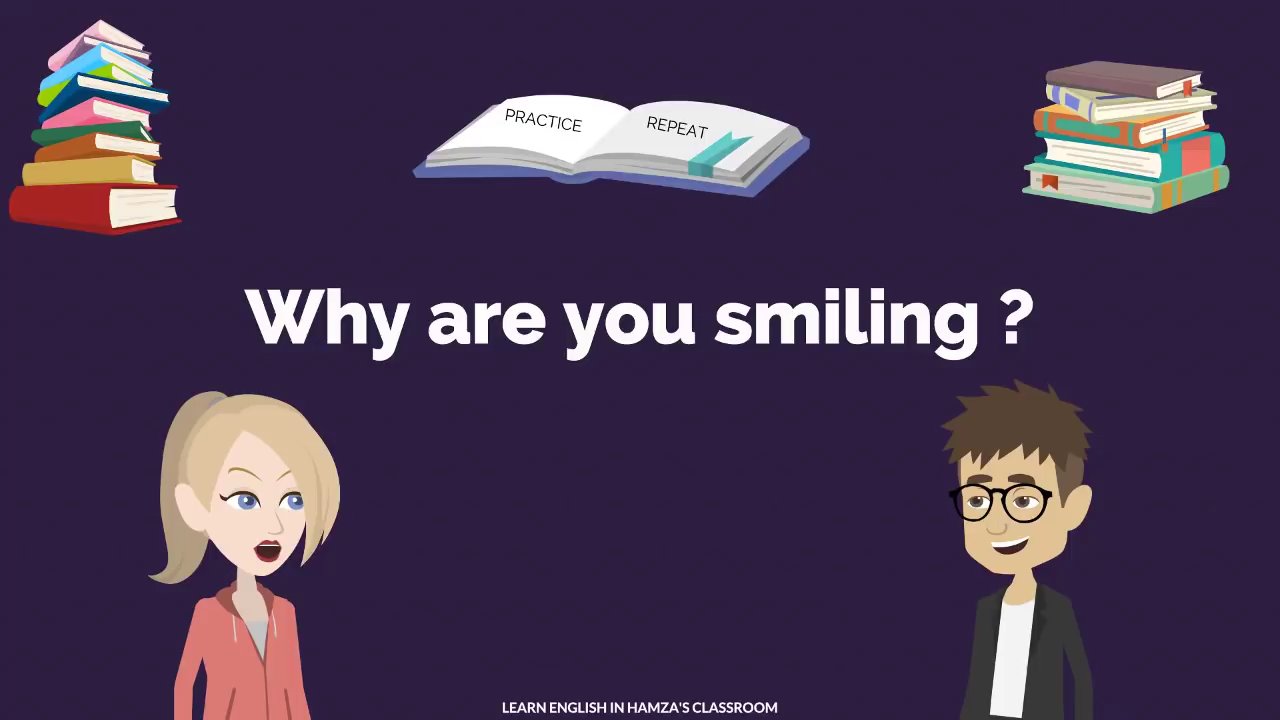 PRACTICE
REPEAT
Why are you smiling ?
LEARN ENGLISH IN HAMZA'S CLASSROOM